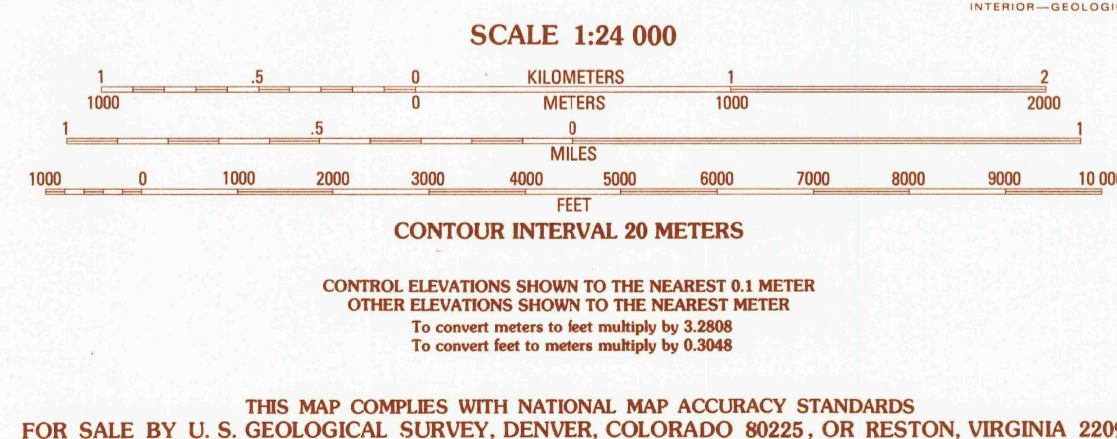 INTERIOR—GEOLOGI
SCALE 1:24 000
1 .5 0 KILOMETERS 1 2
1000 0 METERS 1000 2000
1 .5 0 1
MILES
1000 0 1000 2000 3000 4000 5000 6000 7000 8000 9000 10 00
FEET
CONTOUR INTERVAL 20 METERS
CONTROL ELEVATIONS SHOWN TO THE NEAREST 0.1 METER
OTHER ELEVATIONS SHOWN TO THE NEAREST METER
To convert meters to feet multiply by 3.2808
To convert feet to meters multiply by 0.3048
THIS MAP COMPLIES WITH NATIONAL MAP ACCURACY STANDARDS
FOR SALE BY U. S. GEOLOGICAL SURVEY, DENVER, COLORADO 80225, OR RESTON, VIRGINIA 220